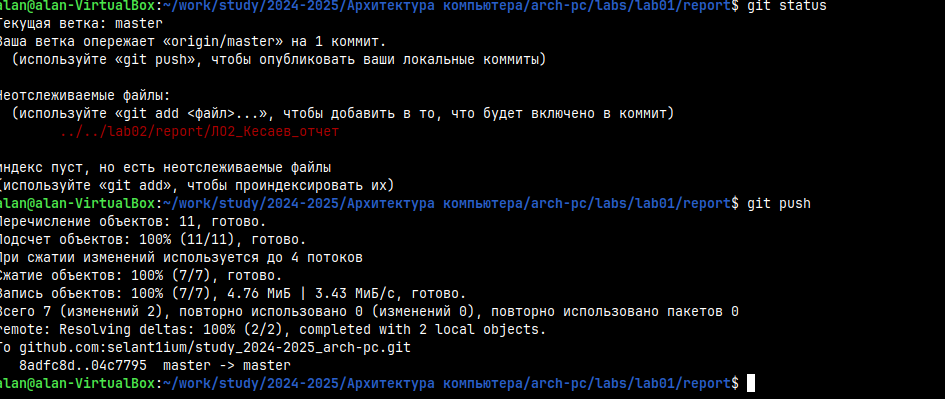 alan@alan-VirtualBox:~/work/study/2024-2025/Архитектура компьютера/arch-pc/labs/lab01/report$ git status
Текущая ветка: master
Ваша ветка опережает «origin/master» на 1 коммит.
(используйте «git push», чтобы опубликовать ваши локальные коммиты)
Неотслеживаемые файлы:
(используйте «git add <файл>...», чтобы добавить в то, что будет включено в коммит)
../../lab02/report/Л02_Кесаев_отчет
индекс пуст, но есть неотслеживаемые файлы
(используйте «git add», чтобы проиндексировать их)
alan@alan-VirtualBox:~/work/study/2024-2025/Архитектура компьютера/arch-pc/labs/lab01/report$ git push
Перечисление объектов: 11, готово.
Подсчет объектов: 100% (11/11), готово.
При сжатии изменений используется до 4 потоков
Сжатие объектов: 100% (7/7), готово.
Запись объектов: 100% (7/7), 4.76 МиБ | 3.43 МиБ/с, готово.
Всего 7 (изменений 2), повторно использовано 0 (изменений 0), повторно использовано пакетов 0
remote: Resolving deltas: 100% (2/2), completed with 2 local objects.
To github.com:selant1ium/study_2024-2025_arch-pc.git
8adfc8d..04c7795  master -> master
alan@alan-VirtualBox:~/work/study/2024-2025/Архитектура компьютера/arch-pc/labs/lab01/report$